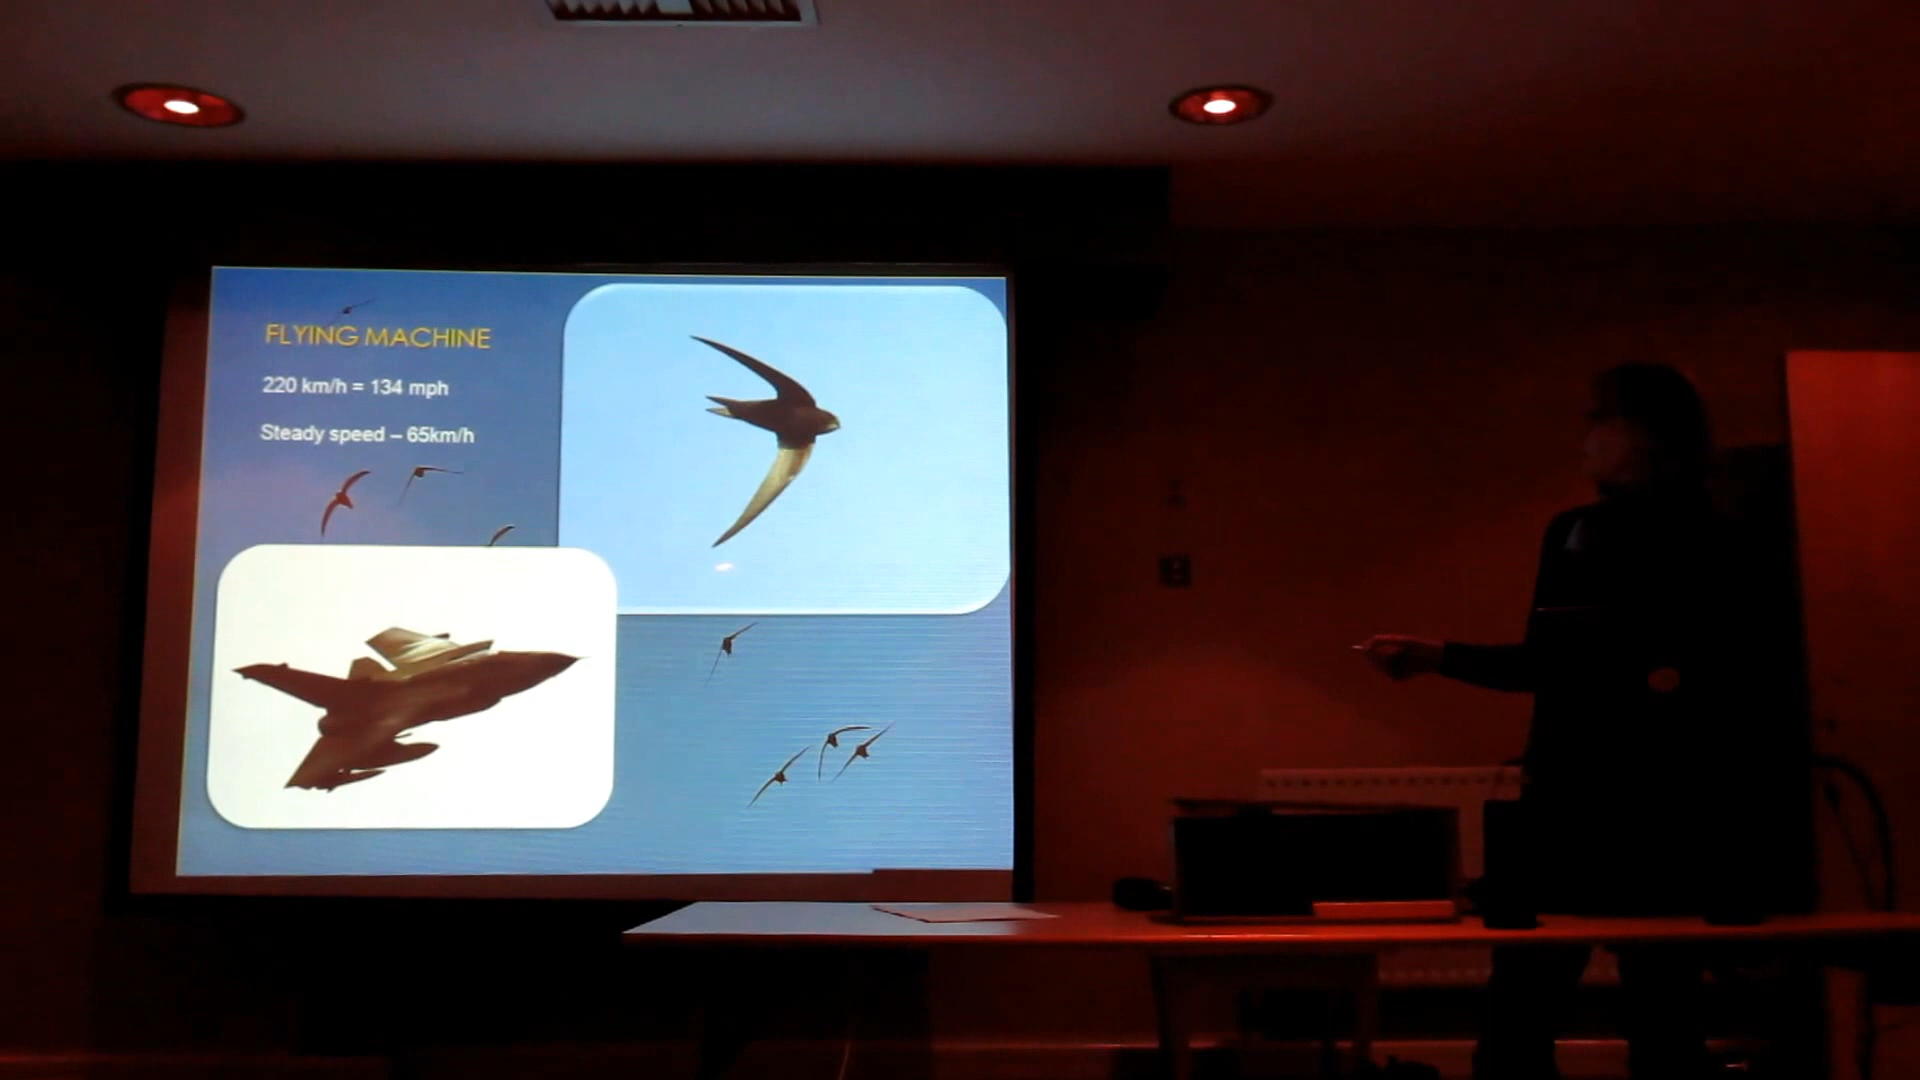 FLYING MACHINE
220 km/h = 134 mph
Steady speed – 65km/h